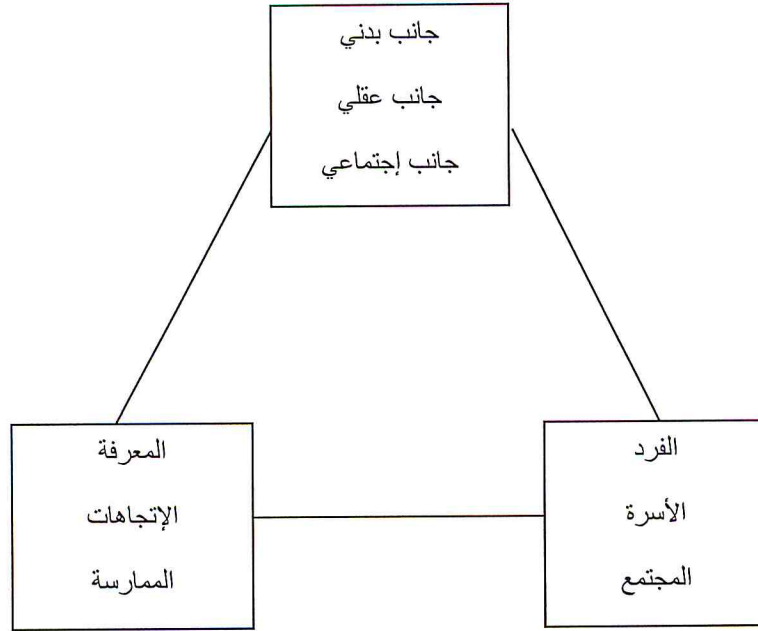 جانب بدني
جانب عقلي
جانب إجتماعي
الفرد
الأسرة
المجتمع
المعرفة
الإتجاهات
الممارسة